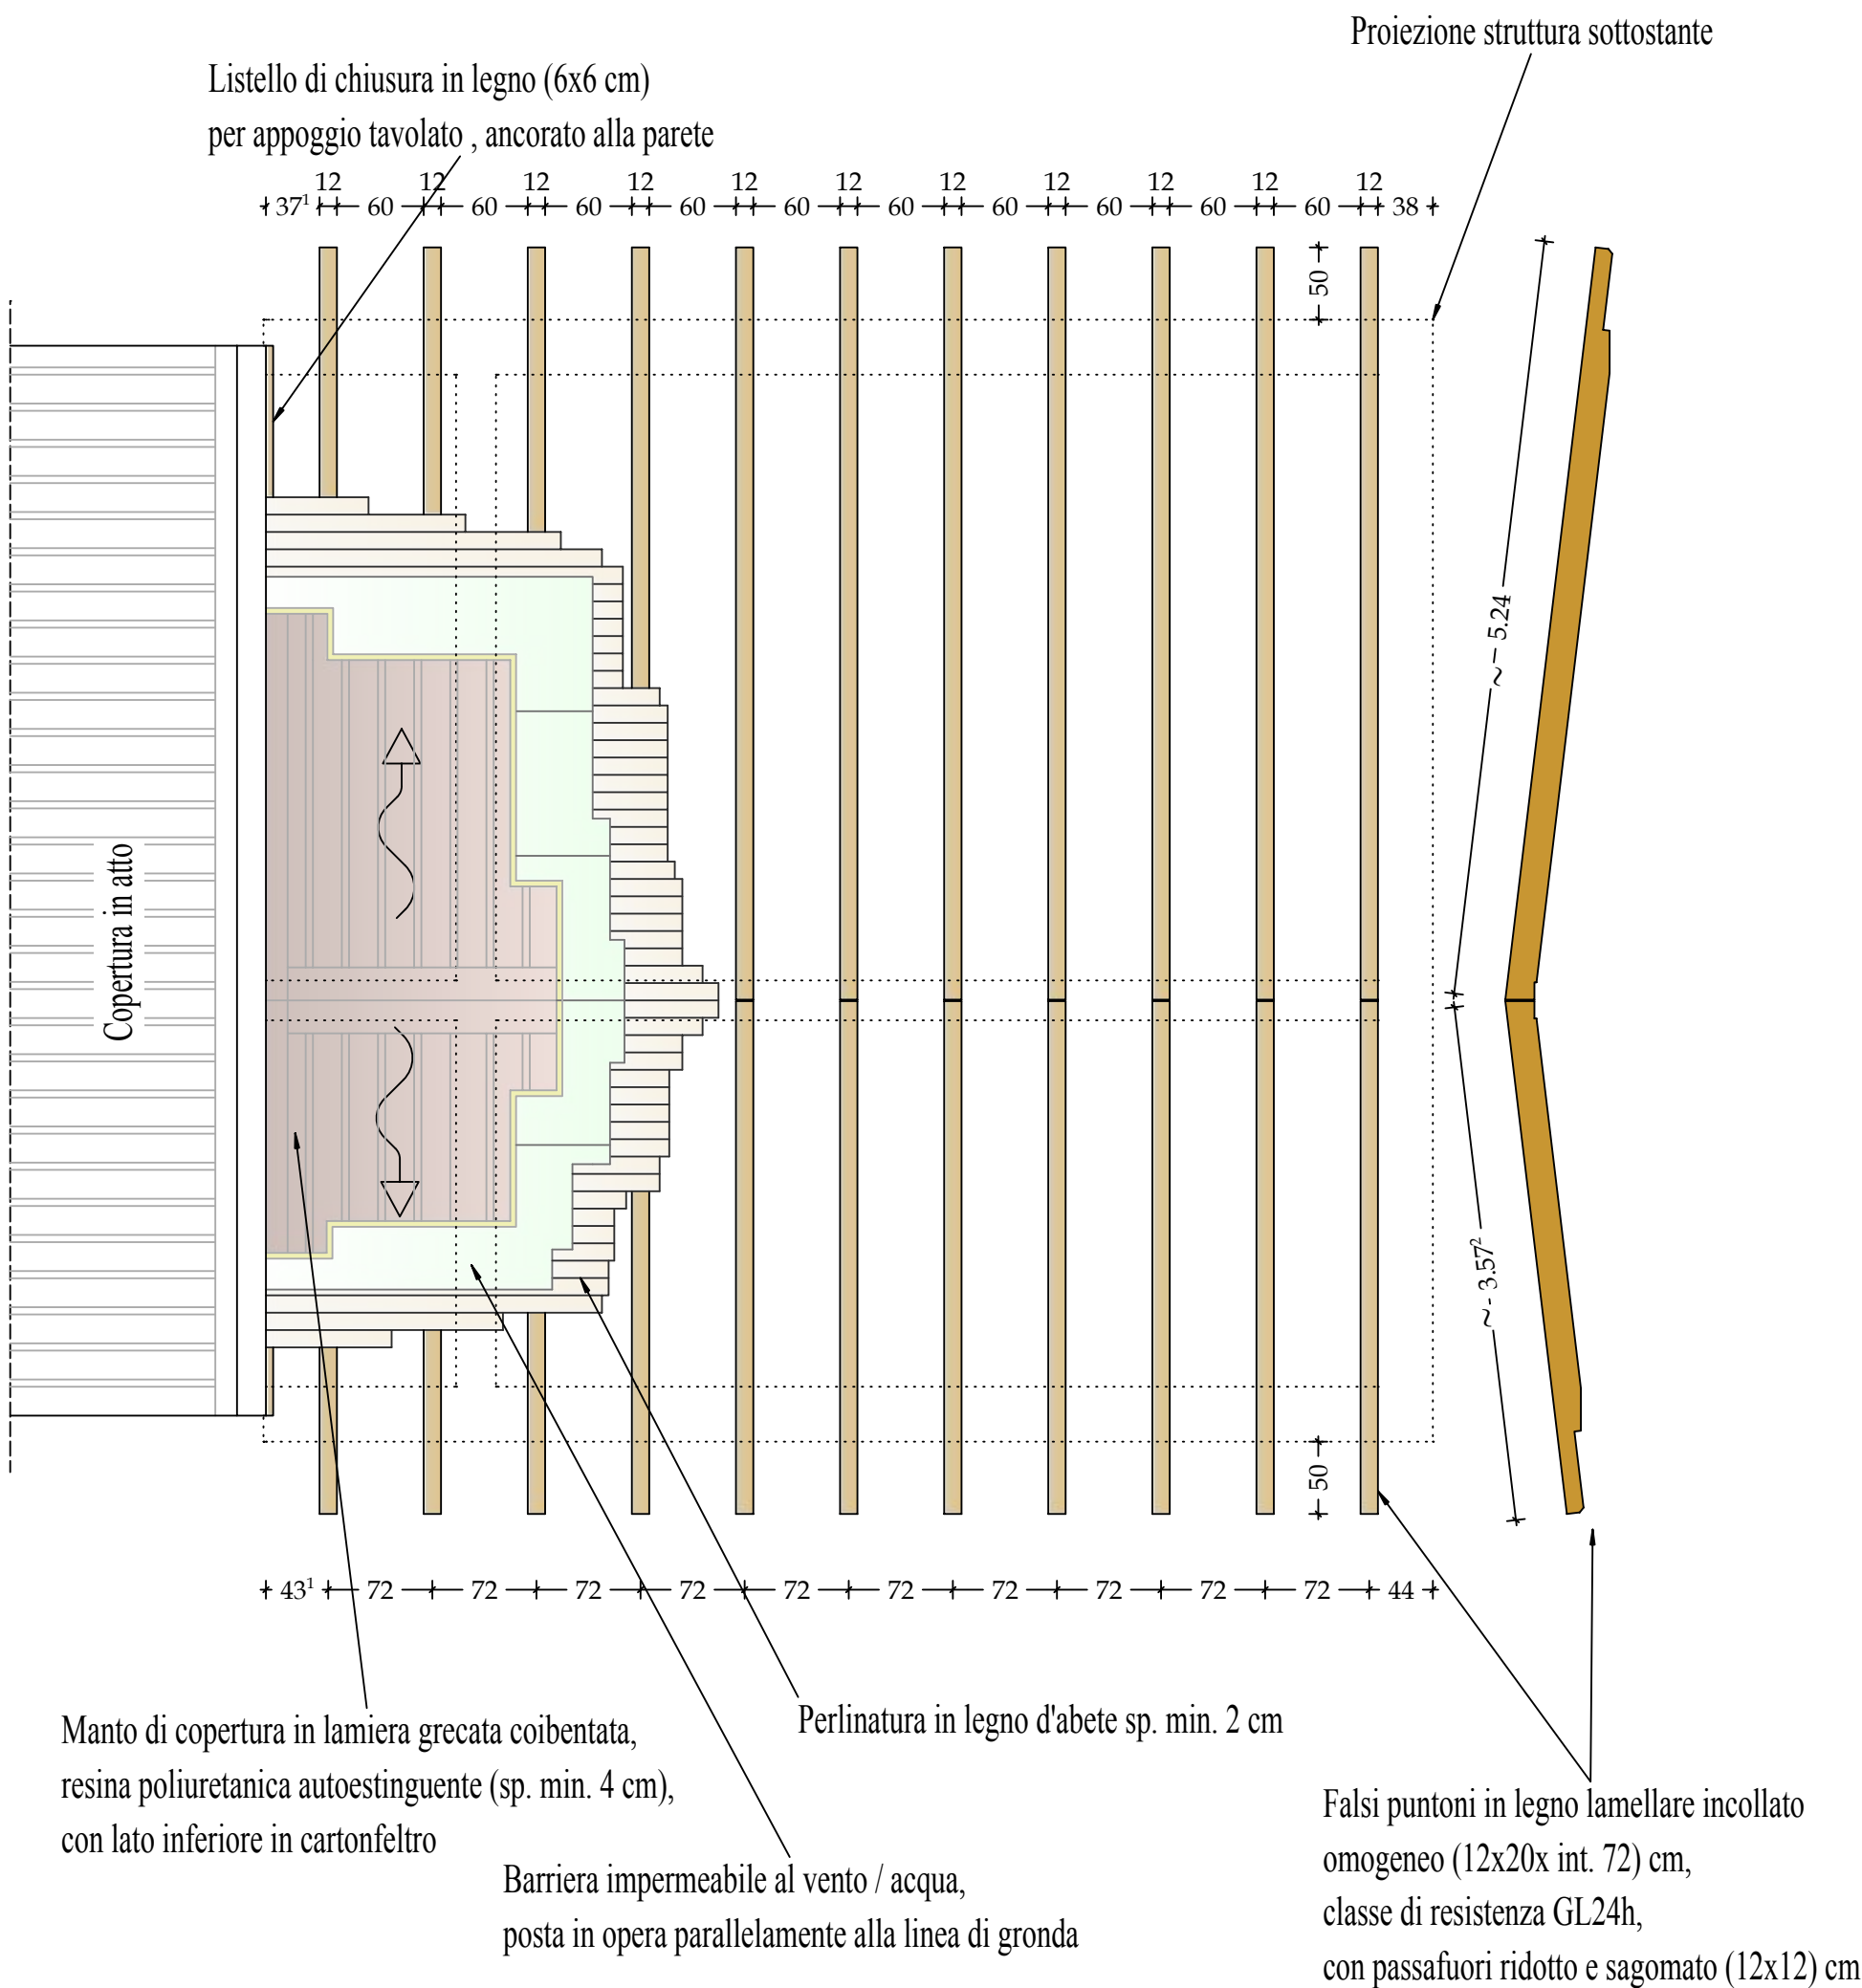 Proiezione struttura sottostante
Listello di chiusura in legno (6x6 cm)
per appoggio tavolato , ancorato alla parete
12 12 12 12 12 12 12 12 12 12 12
37¹ 60 60 60 60 60 60 60 60 60 60 38
50
~ 5.24
Copertura in atto
~ 3.57²
50
43¹ 72 72 72 72 72 72 72 72 72 72 44
Manto di copertura in lamiera grecata coibentata,
resina poliuretanica autoestinguente (sp. min. 4 cm),
con lato inferiore in cartonfeltro
Perlinatura in legno d'abete sp. min. 2 cm
Barriera impermeabile al vento / acqua,
posta in opera parallelamente alla linea di gronda
Falsi puntoni in legno lamellare incollato
omogeneo (12x20x int. 72) cm,
classe di resistenza GL24h,
con passafuori ridotto e sagomato (12x12) cm